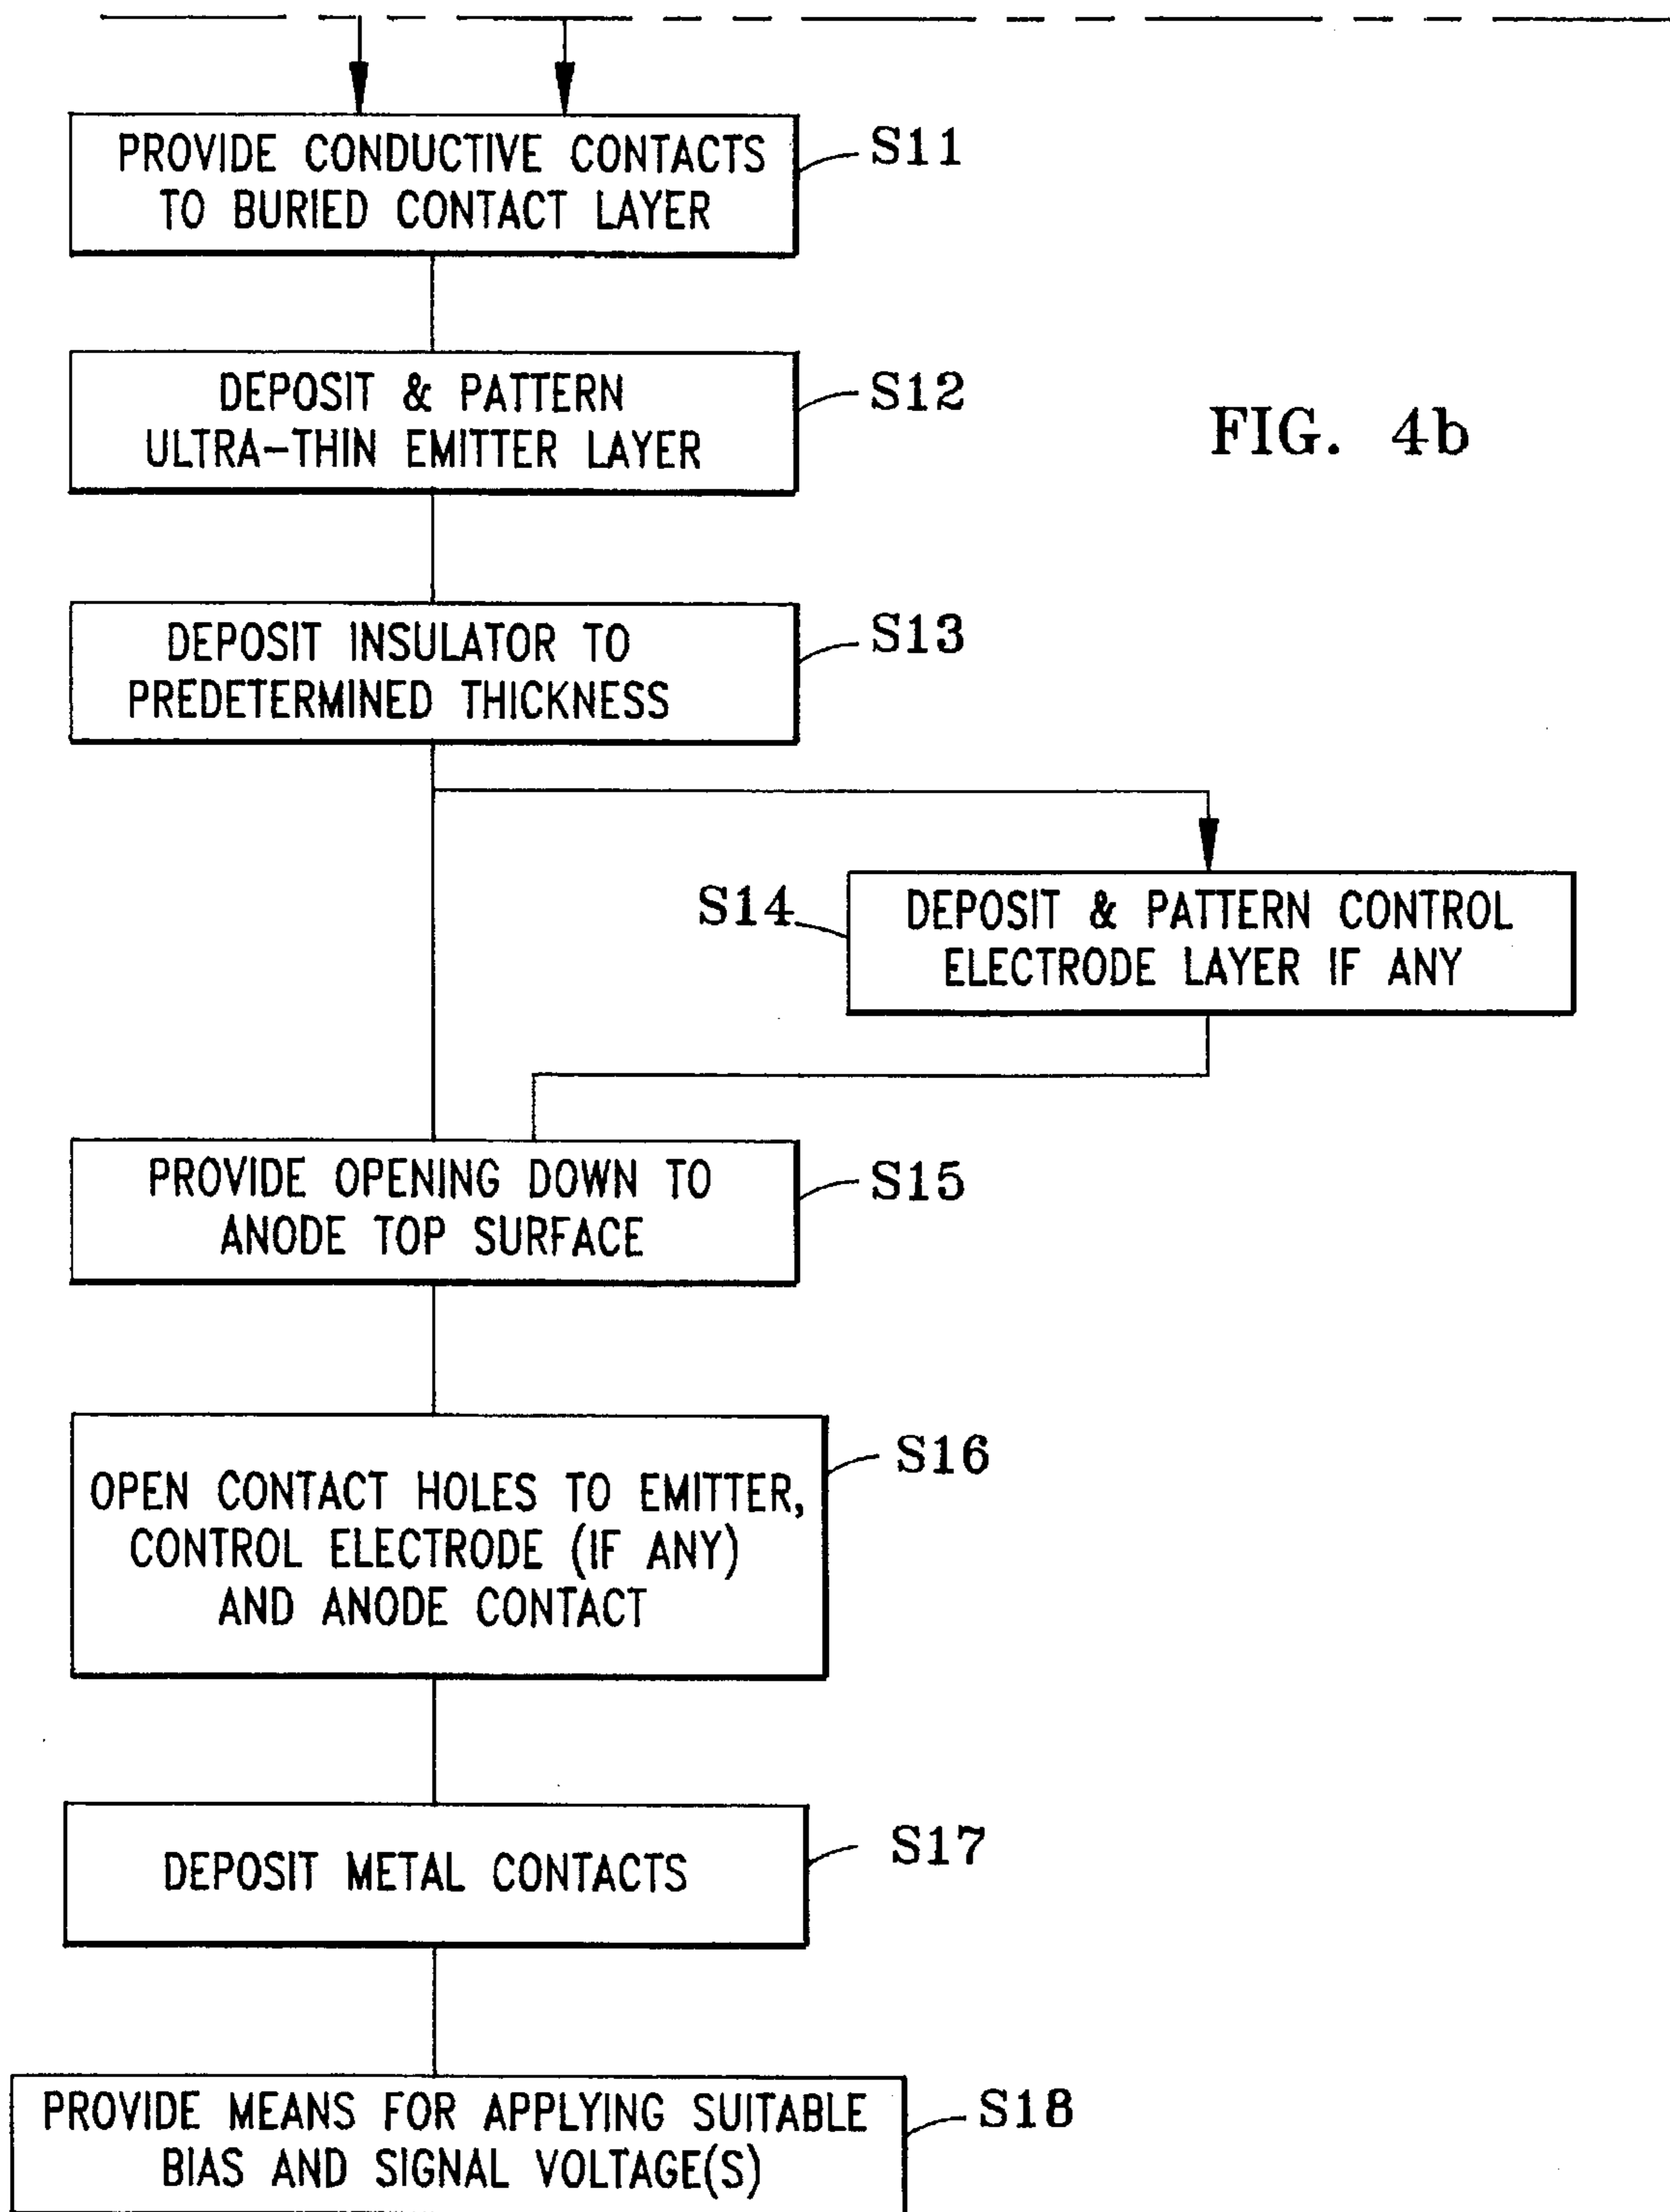 PROVIDE CONDUCTIVE CONTACTS
TO BURIED CONTACT LAYER
S11
DEPOSIT & PATTERN
ULTRA-THIN EMITTER LAYER
S12
FIG. 4b
DEPOSIT INSULATOR TO
PREDETERMINED THICKNESS
S13
S14
DEPOSIT & PATTERN CONTROL
ELECTRODE LAYER IF ANY
PROVIDE OPENING DOWN TO
ANODE TOP SURFACE
S15
OPEN CONTACT HOLES TO EMITTER,
CONTROL ELECTRODE (IF ANY)
AND ANODE CONTACT
S16
DEPOSIT METAL CONTACTS
S17
PROVIDE MEANS FOR APPLYING SUITABLE
BIAS AND SIGNAL VOLTAGE(S)
S18